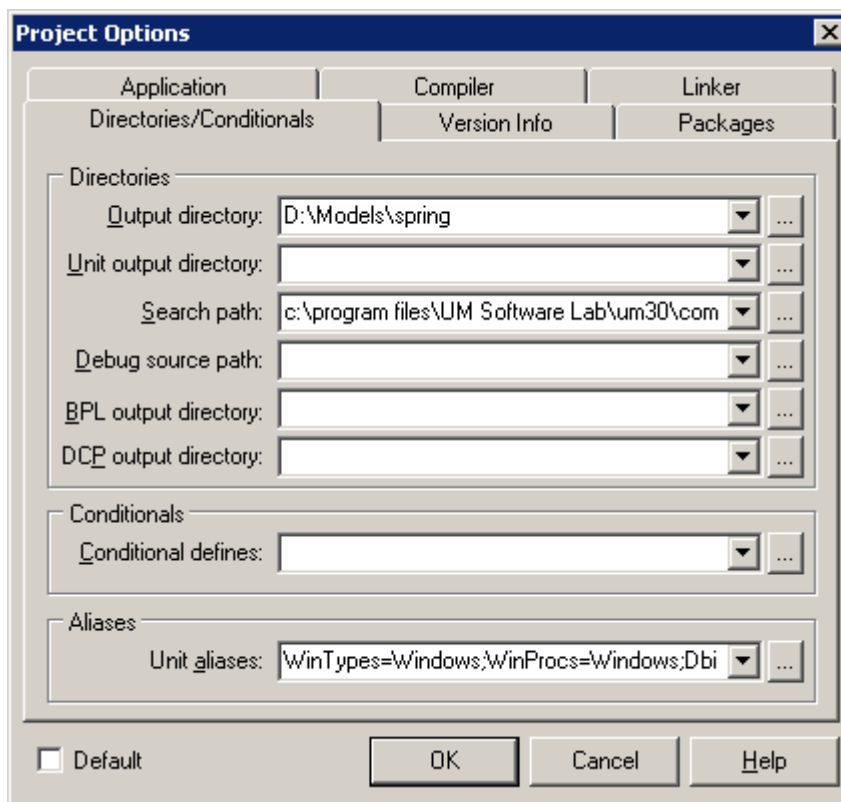 Project Options
Application Compiler Linker
Directories/Conditionals Version Info Packages
Directories
Output directory: D:\Models\spring ...
Unit output directory: ...
Search path: c:\program files\UM Software Lab\um30\com ...
Debug source path: ...
BPL output directory: ...
DCP output directory: ...
Conditionals
Conditional defines: ...
Aliases
Unit aliases: WinTypes=Windows;WinProcs=Windows;Dbi ...
Default OK Cancel Help